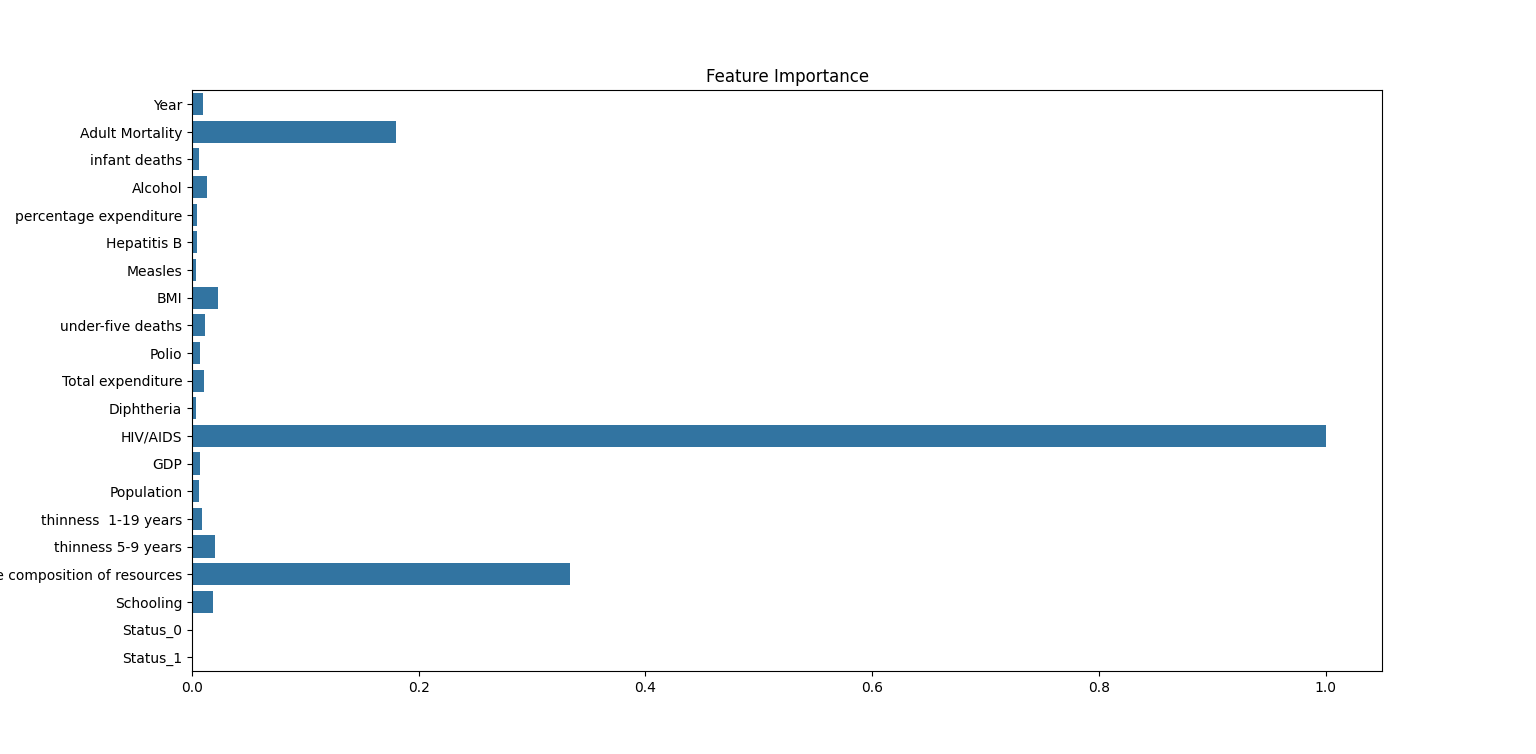 Feature Importance
Year
Adult Mortality
infant deaths
Alcohol
percentage expenditure
Hepatitis B
Measles
BMI
under-five deaths
Polio
Total expenditure
Diphtheria
HIV/AIDS
GDP
Population
thinness  1-19 years
thinness 5-9 years
composition of resources
Schooling
Status_0
Status_1
0.0 0.2 0.4 0.6 0.8 1.0